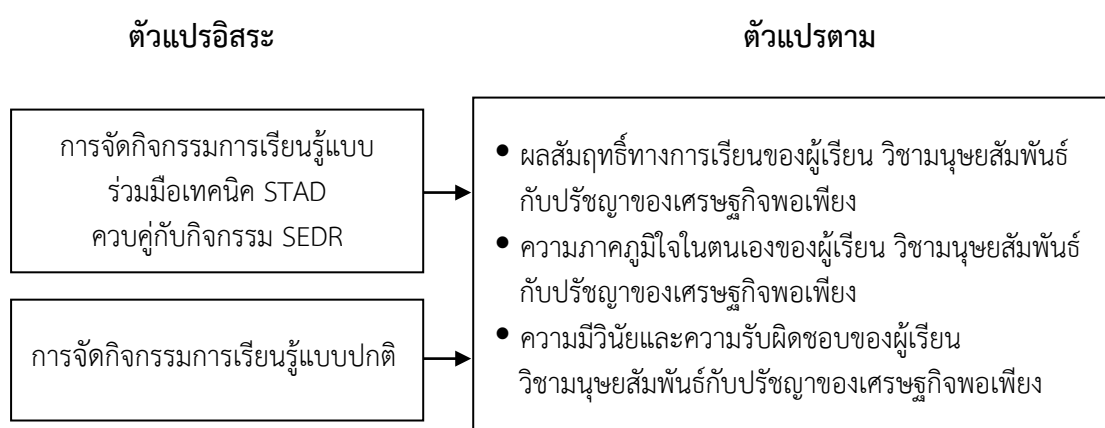 ตัวแปรอิสระ
ตัวแปรตาม
การจัดกิจกรรมการเรียนรู้แบบ
ร่วมมือเทคนิค STAD
ควบคู่กับกิจกรรม SEDR
การจัดกิจกรรมการเรียนรู้แบบปกติ
• ผลสัมฤทธิ์ทางการเรียนของผู้เรียน วิชามนุษยสัมพันธ์
กับปรัชญาของเศรษฐกิจพอเพียง
• ความภาคภูมิใจในตนเองของผู้เรียน วิชามนุษยสัมพันธ์
กับปรัชญาของเศรษฐกิจพอเพียง
• ความมีวินัยและความรับผิดชอบของผู้เรียน
วิชามนุษยสัมพันธ์กับปรัชญาของเศรษฐกิจพอเพียง